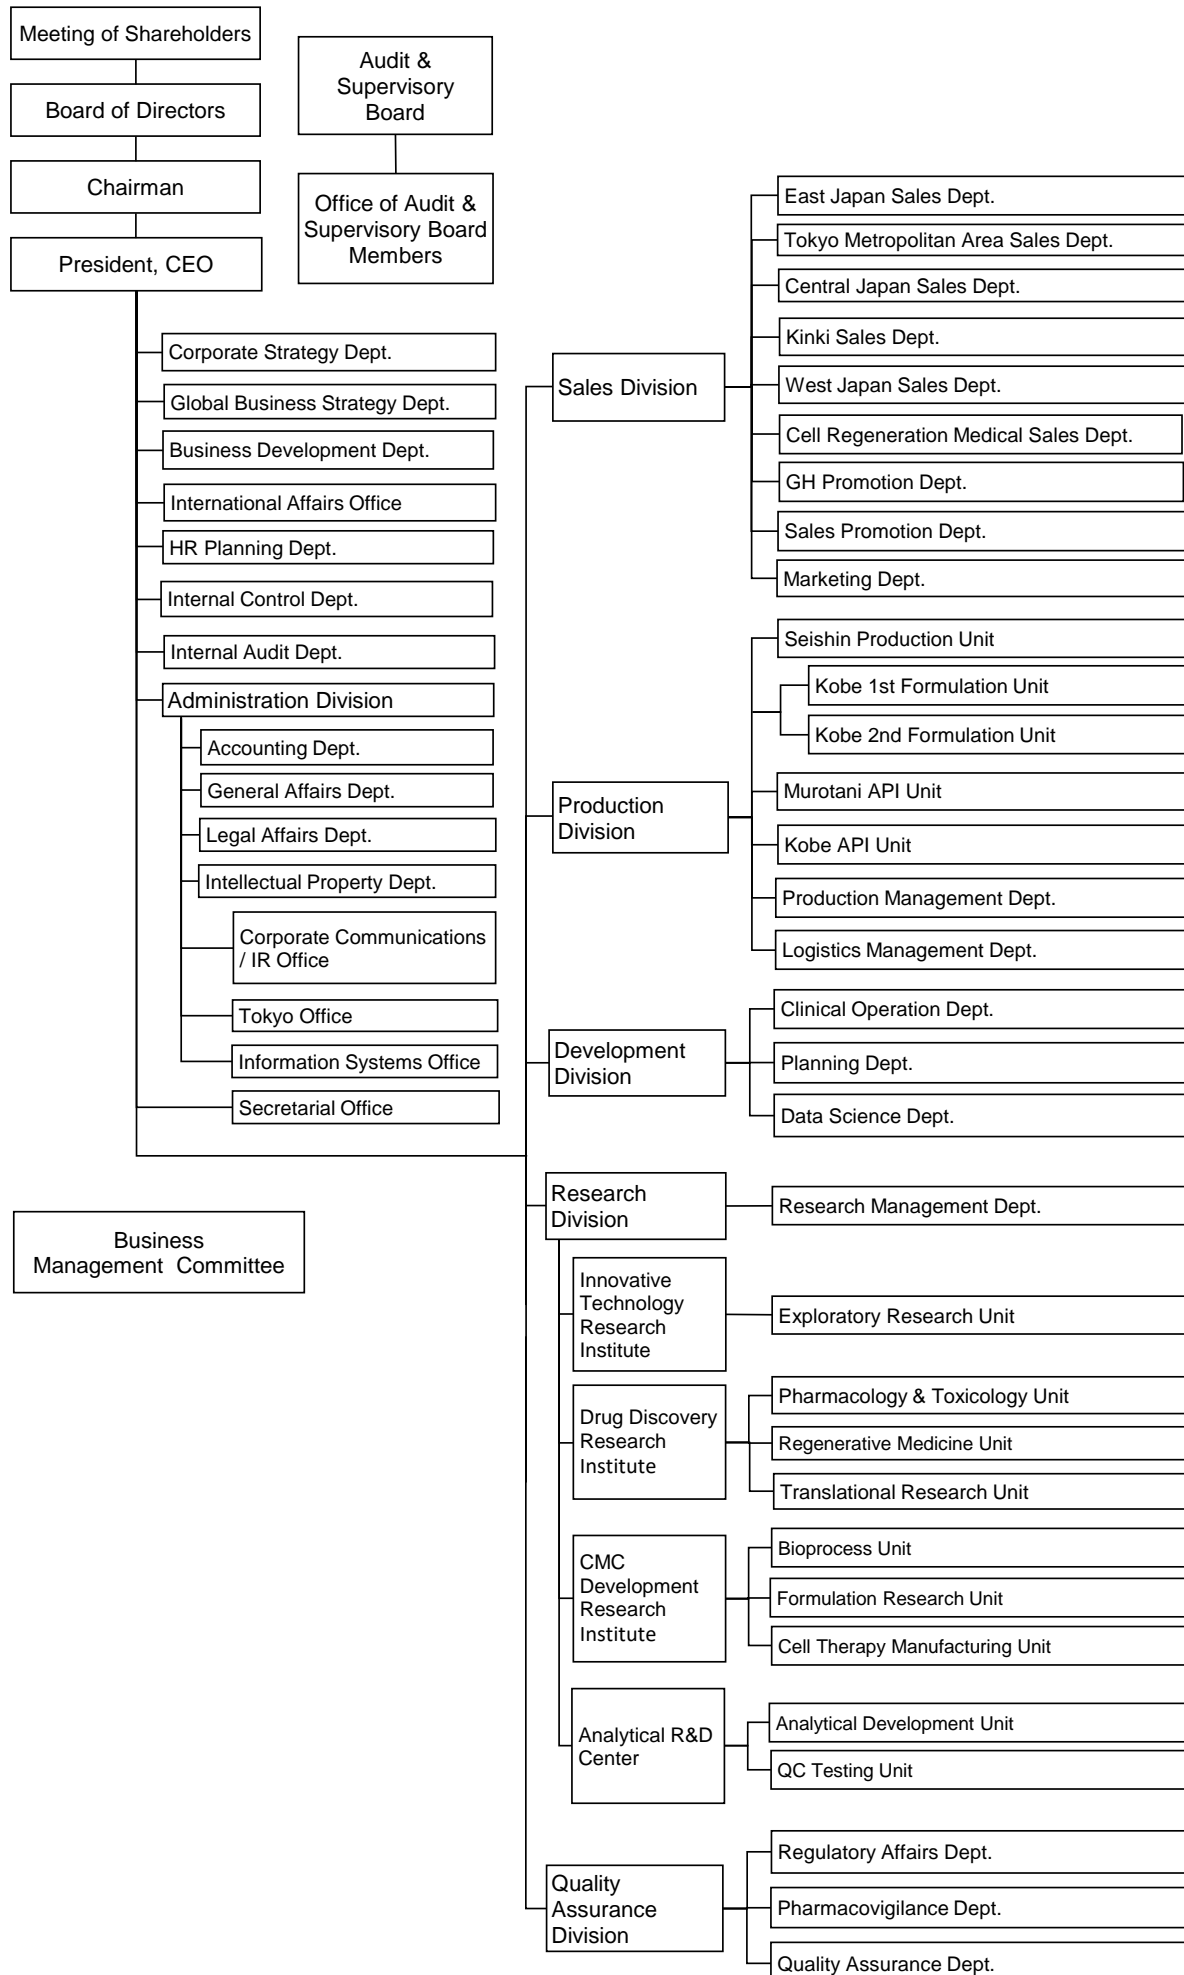 Meeting of Shareholders
Board of Directors
Chairman
President, CEO
Audit &
Supervisory
Board
Office of Audit &
Supervisory Board
Members
Corporate Strategy Dept.
Global Business Strategy Dept.
Business Development Dept.
International Affairs Office
HR Planning Dept.
Internal Control Dept.
Internal Audit Dept.
Administration Division
Accounting Dept.
General Affairs Dept.
Legal Affairs Dept.
Intellectual Property Dept.
Corporate Communications
/ IR Office
Tokyo Office
Information Systems Office
Secretarial Office
Business
Management Committee
Sales Division
East Japan Sales Dept.
Tokyo Metropolitan Area Sales Dept.
Central Japan Sales Dept.
Kinki Sales Dept.
West Japan Sales Dept.
Cell Regeneration Medical Sales Dept.
GH Promotion Dept.
Sales Promotion Dept.
Marketing Dept.
Production
Division
Seishin Production Unit
Kobe 1st Formulation Unit
Kobe 2nd Formulation Unit
Murotani API Unit
Kobe API Unit
Production Management Dept.
Logistics Management Dept.
Development
Division
Clinical Operation Dept.
Planning Dept.
Data Science Dept.
Research
Division
Research Management Dept.
Innovative
Technology
Research
Institute
Exploratory Research Unit
Drug Discovery
Research
Institute
Pharmacology & Toxicology Unit
Regenerative Medicine Unit
Translational Research Unit
CMC
Development
Research
Institute
Bioprocess Unit
Formulation Research Unit
Cell Therapy Manufacturing Unit
Analytical R&D
Center
Analytical Development Unit
QC Testing Unit
Quality
Assurance
Division
Regulatory Affairs Dept.
Pharmacovigilance Dept.
Quality Assurance Dept.